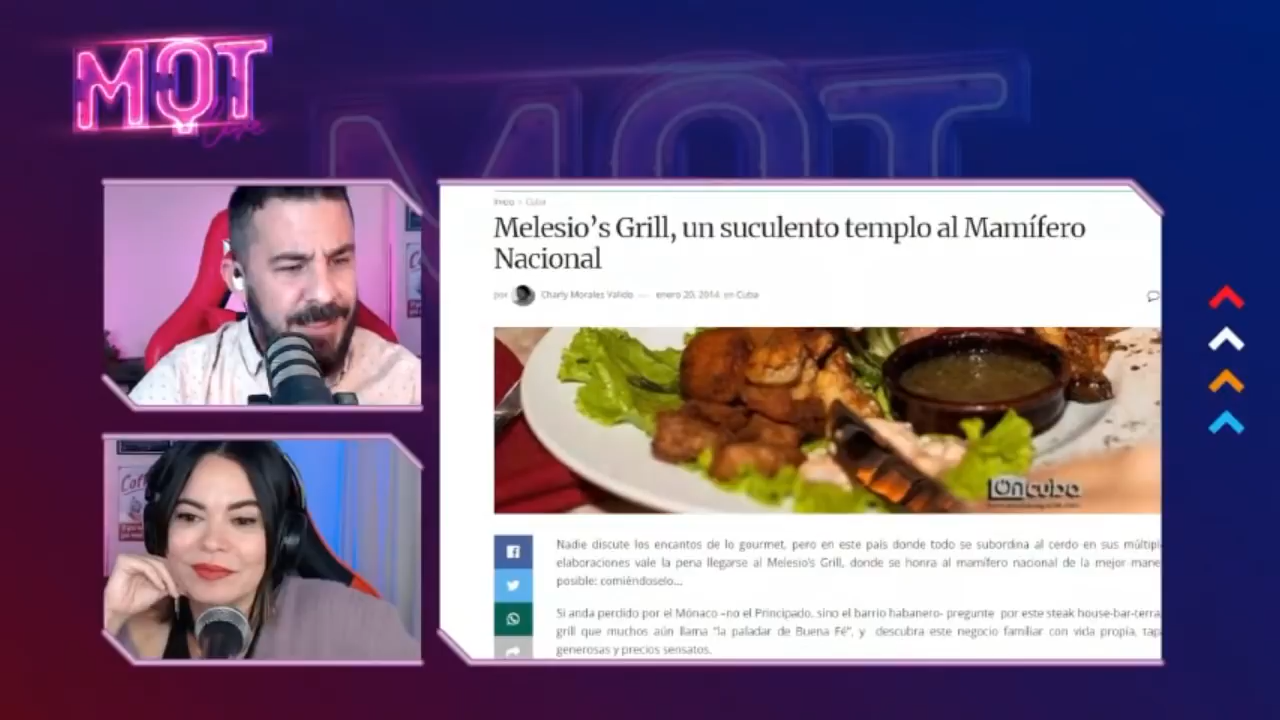 MQT
Live
MQT
Inicio > Cuba
Melesio's Grill, un suculento templo al Mamífero
Nacional
por Charly Morales Valido — enero 20, 2014 en Cuba
OnCuba
Nadie discute los encantos de lo gourmet, pero en este país donde todo se subordina al cerdo en sus múltipl
elaboraciones vale la pena llegarse al Melesio's Grill, donde se honra al mamífero nacional de la mejor mane
posible: comiéndoselo...
Si anda perdido por el Mónaco –no el Principado, sino el barrio habanero- pregunte por este steak house-bar-terra
grill que muchos aún llama "la paladar de Buena Fé", y descubra este negocio familiar con vida propia, tap
generosas y precios sensatos.